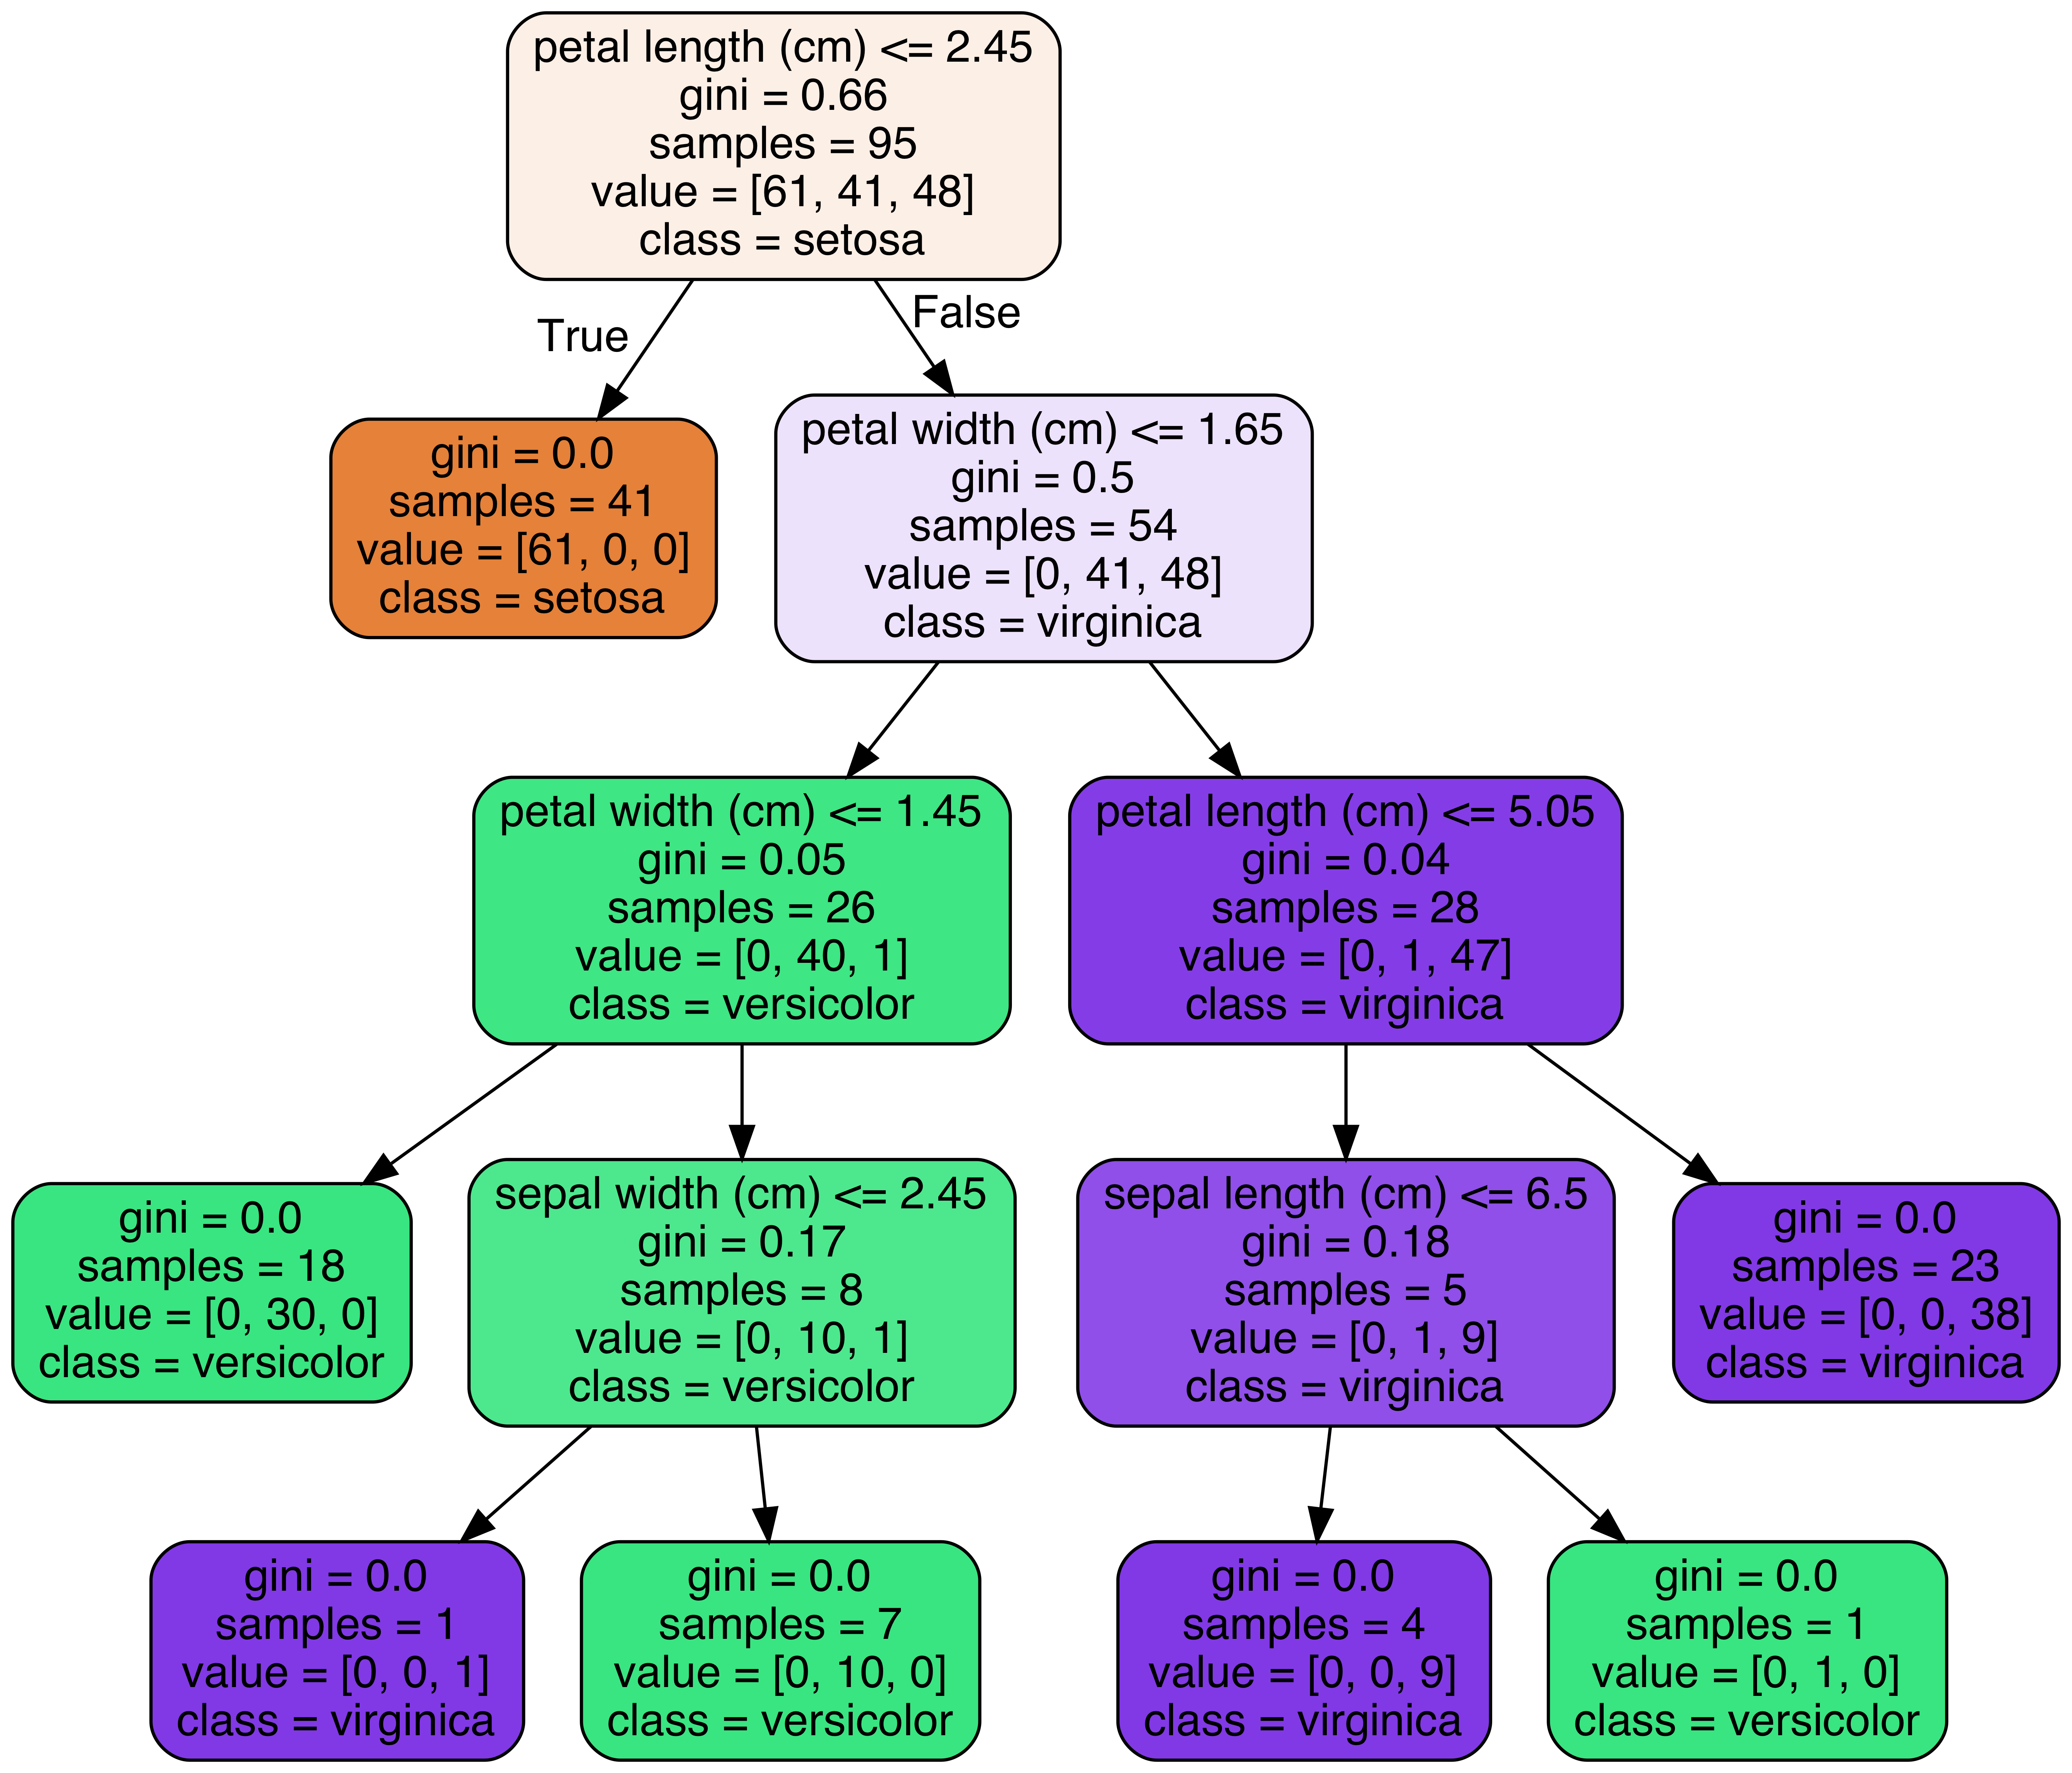 petal length (cm) <= 2.45
gini = 0.66
samples = 95
value = [61, 41, 48]
class = setosa
True
False
gini = 0.0
samples = 41
value = [61, 0, 0]
class = setosa
petal width (cm) <= 1.65
gini = 0.5
samples = 54
value = [0, 41, 48]
class = virginica
petal width (cm) <= 1.45
gini = 0.05
samples = 26
value = [0, 40, 1]
class = versicolor
petal length (cm) <= 5.05
gini = 0.04
samples = 28
value = [0, 1, 47]
class = virginica
gini = 0.0
samples = 18
value = [0, 30, 0]
class = versicolor
sepal width (cm) <= 2.45
gini = 0.17
samples = 8
value = [0, 10, 1]
class = versicolor
sepal length (cm) <= 6.5
gini = 0.18
samples = 5
value = [0, 1, 9]
class = virginica
gini = 0.0
samples = 23
value = [0, 0, 38]
class = virginica
gini = 0.0
samples = 1
value = [0, 0, 1]
class = virginica
gini = 0.0
samples = 7
value = [0, 10, 0]
class = versicolor
gini = 0.0
samples = 4
value = [0, 0, 9]
class = virginica
gini = 0.0
samples = 1
value = [0, 1, 0]
class = versicolor